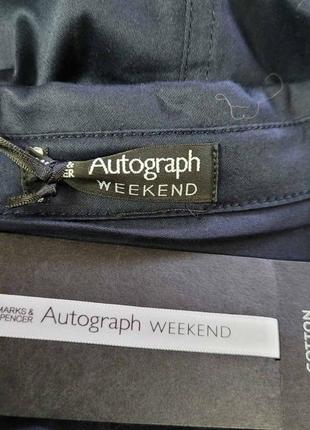 Autograph
WEEKEND
MARKS &
SPENCER Autograph WEEKEND
COTTON